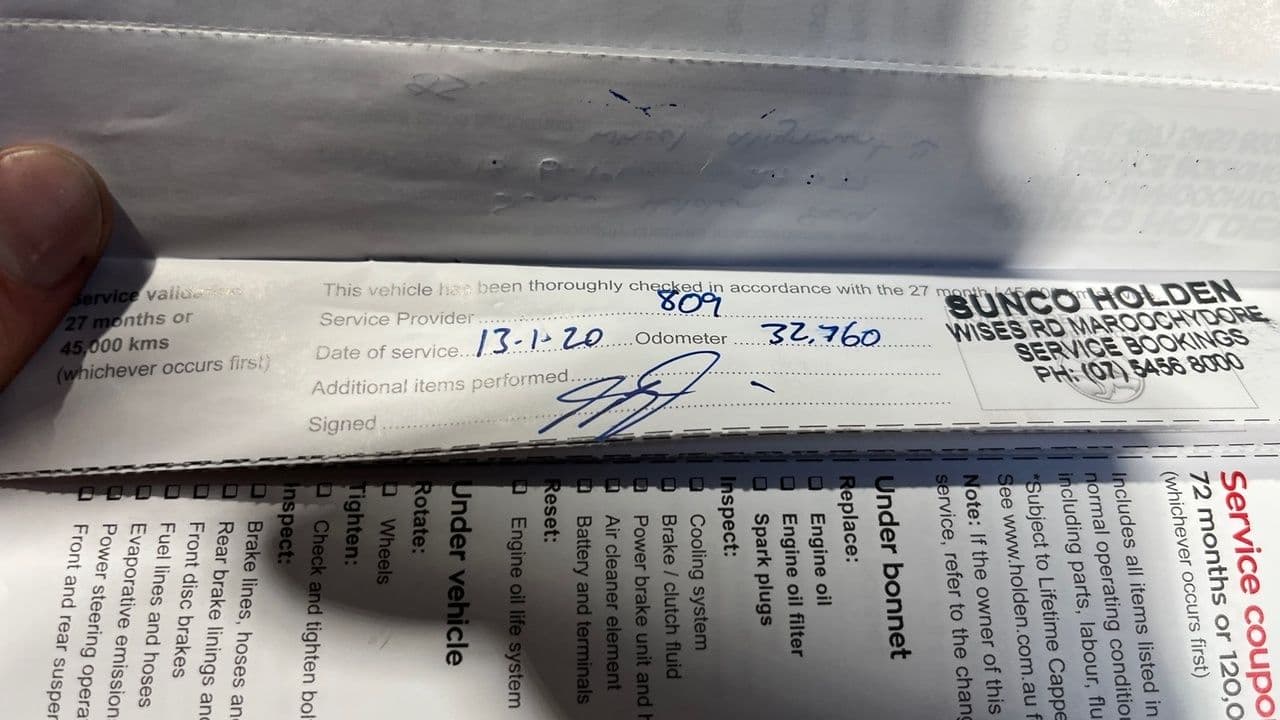 Service valid
27 months or
45,000 kms
(whichever occurs first)
This vehicle has been thoroughly checked in accordance with the 27
Service Provider 809
Date of service 13-1-20 Odometer 32,760
Additional items performed
Signed
SUNCO HOLDEN
WISES RD MAROOCHYDORE
SERVICE BOOKINGS
PH: (07) 5456 8000
Service coupo
72 months or 120,0
(whichever occurs first)
Includes all items listed in
normal operating conditio
including parts, labour, flu
*Subject to Lifetime Cappe
See www.holden.com.au f
Note: If the owner of this
service, refer to the chang
Under bonnet
Replace:
Engine oil
Engine oil filter
Spark plugs
Inspect:
Cooling system
Brake / clutch fluid
Power brake unit and h
Air cleaner element
Battery and terminals
Reset:
Engine oil life system
Under vehicle
Rotate:
Wheels
Tighten:
Check and tighten bol
Inspect:
Brake lines, hoses an
Rear brake linings and
Front disc brakes
Fuel lines and hoses
Evaporative emission
Power steering opera
Front and rear suspen